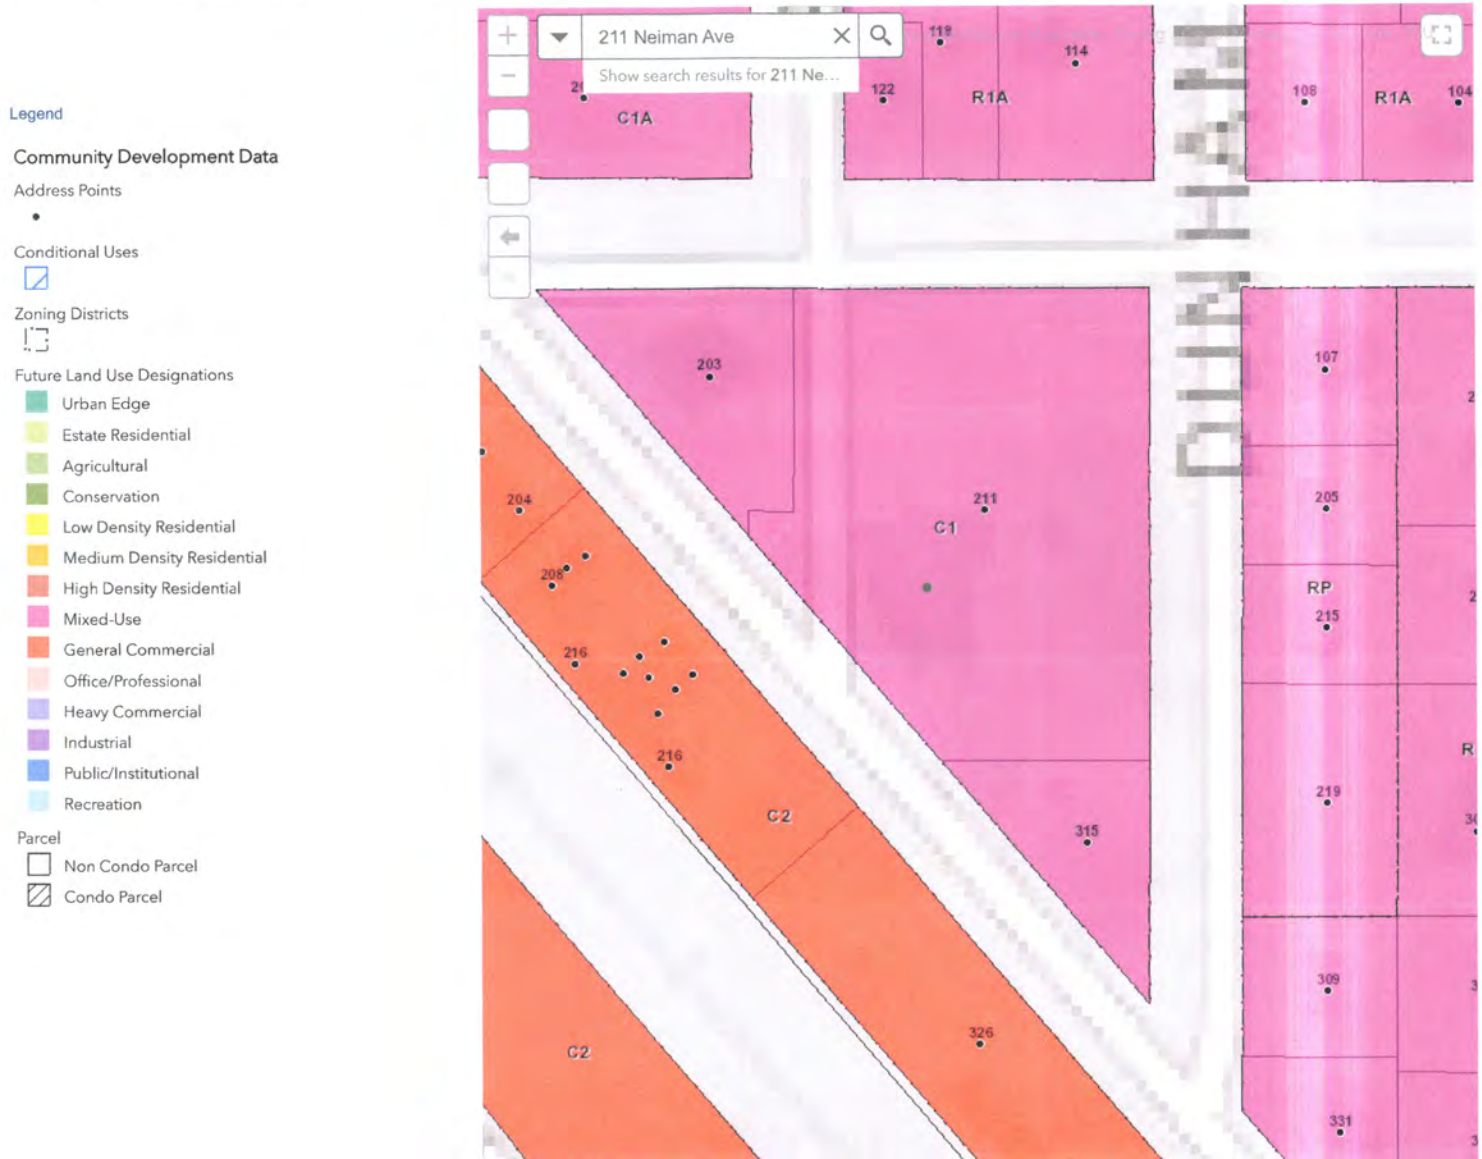 211 Neiman Ave
Show search results for 211 Ne...
Legend
Community Development Data
Address Points
Conditional Uses
Zoning Districts
Future Land Use Designations
Urban Edge
Estate Residential
Agricultural
Conservation
Low Density Residential
Medium Density Residential
High Density Residential
Mixed-Use
General Commercial
Office/Professional
Heavy Commercial
Industrial
Public/Institutional
Recreation
Parcel
Non Condo Parcel
Condo Parcel
C1A
118
122
R1A
114
DUNHAM
108
R1A
104
203
211
C1
204
208
216
216
C2
315
326
C2
107
205
RP
215
219
309
331